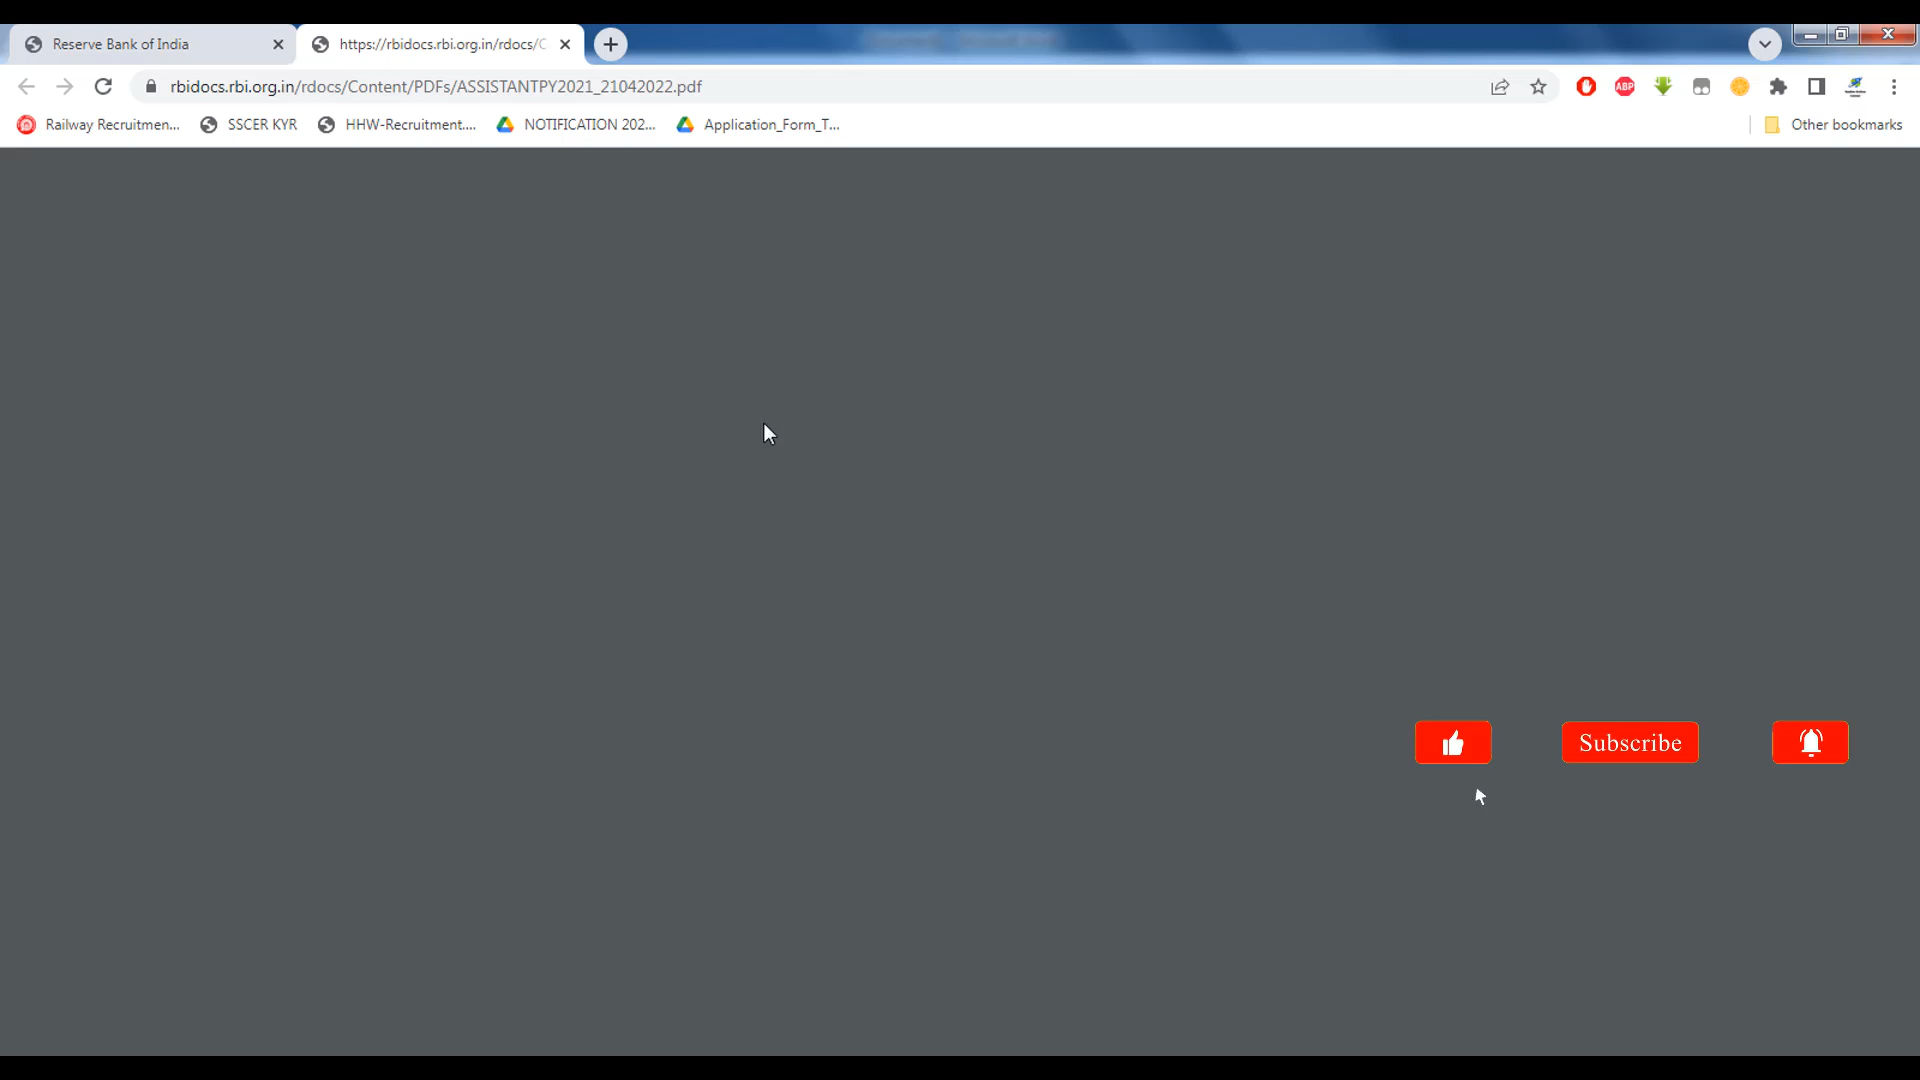 Reserve Bank of India
https://rbidocs.rbi.org.in/rdocs/C
rbidocs.rbi.org.in/rdocs/Content/PDFs/ASSISTANTPY2021_21042022.pdf
ABP
Railway Recruitmen...
SSCER KYR
HHW-Recruitment....
NOTIFICATION 202...
Application_Form_T...
Other bookmarks
Subscribe